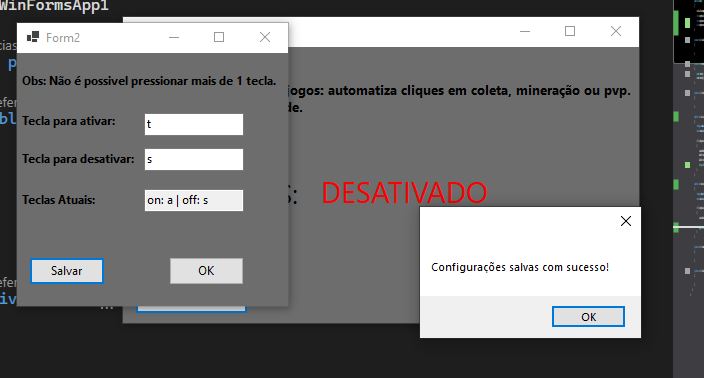 WinFormsApp1
Form2
Obs: Não é possivel pressionar mais de 1 tecla.
jogos: automatiza cliques em coleta, mineração ou pvp.
de.
Tecla para ativar:
t
Tecla para desativar:
s
Teclas Atuais:
on: a | off: s
S: DESATIVADO
Salvar
OK
Configurações salvas com sucesso!
OK